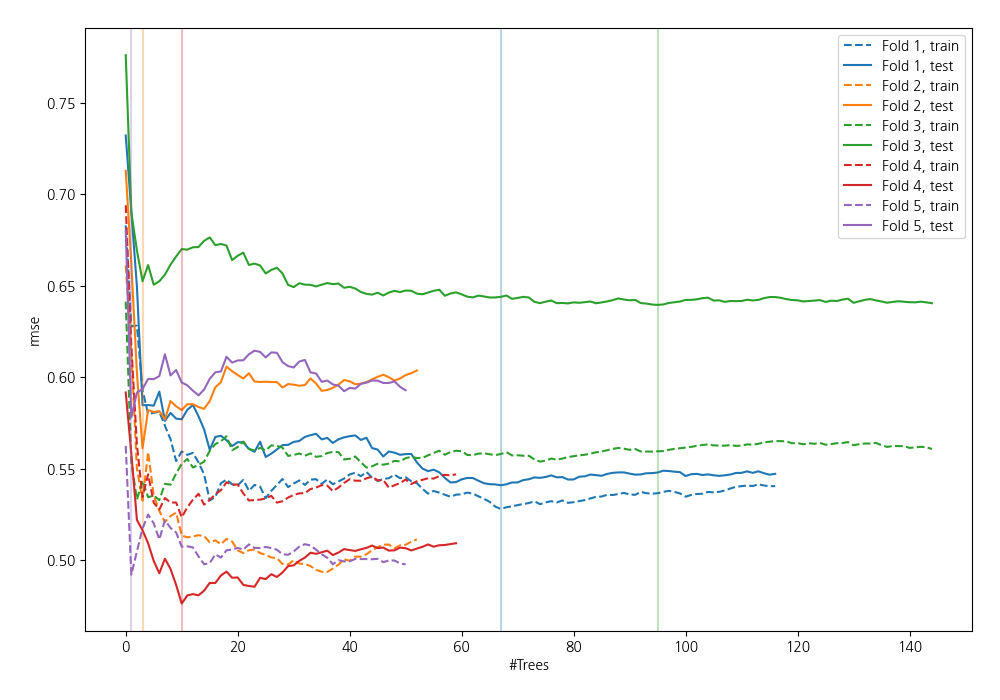 Fold 1, train
Fold 1, test
Fold 2, train
Fold 2, test
Fold 3, train
Fold 3, test
Fold 4, train
Fold 4, test
Fold 5, train
Fold 5, test
rmse
0.75
0.70
0.65
0.60
0.55
0.50
0 20 40 60 80 100 120 140
#Trees